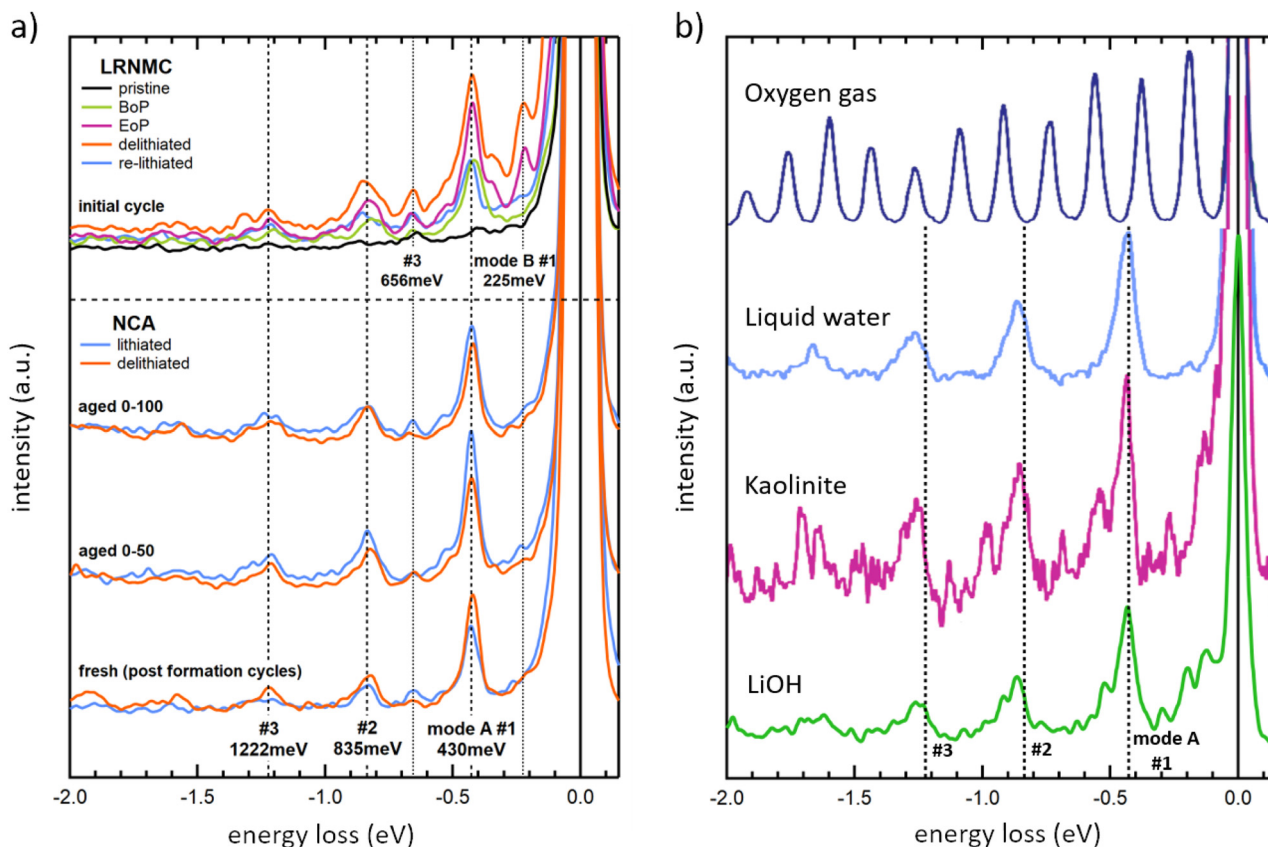 a)
LRNMC
pristine
BoP
EoP
delithiated
re-lithiated
initial cycle
#3
656meV
mode B #1
225meV
NCA
lithiated
delithiated
aged 0-100
aged 0-50
fresh (post formation cycles)
#3
1222meV
#2
835meV
mode A #1
430meV
intensity (a.u.)
-2.0 -1.5 -1.0 -0.5 0.0
energy loss (eV)
b)
Oxygen gas
Liquid water
Kaolinite
LiOH
#3
#2
mode A
#1
intensity (a.u.)
-2.0 -1.5 -1.0 -0.5 0.0
energy loss (eV)